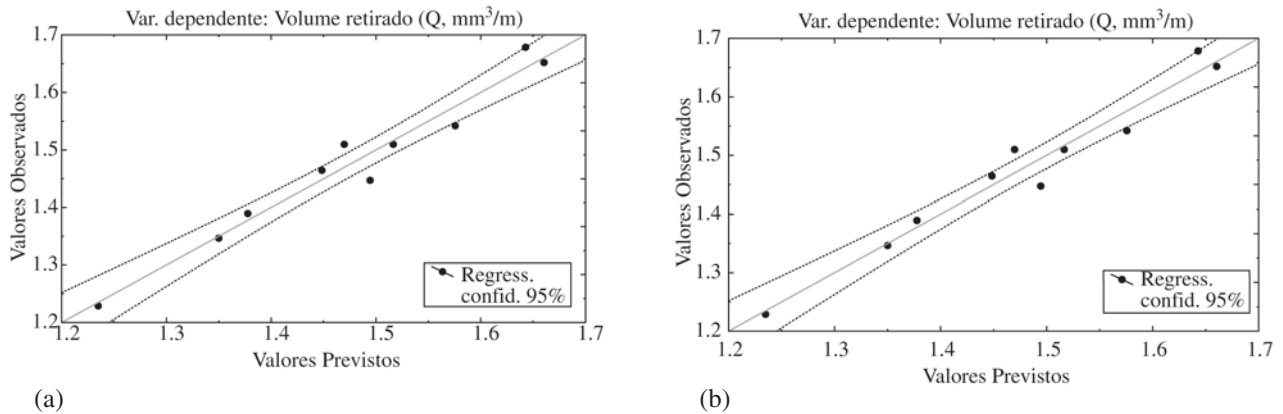 Var. dependente: Volume retirado (Q, mm³/m)
Valores Observados
1.7
1.6
1.5
1.4
1.3
1.2
Regress.
confid. 95%
1.2 1.3 1.4 1.5 1.6 1.7
Valores Previstos
(a)
Var. dependente: Volume retirado (Q, mm³/m)
Valores Observados
1.7
1.6
1.5
1.4
1.3
1.2
Regress.
confid. 95%
1.2 1.3 1.4 1.5 1.6 1.7
Valores Previstos
(b)